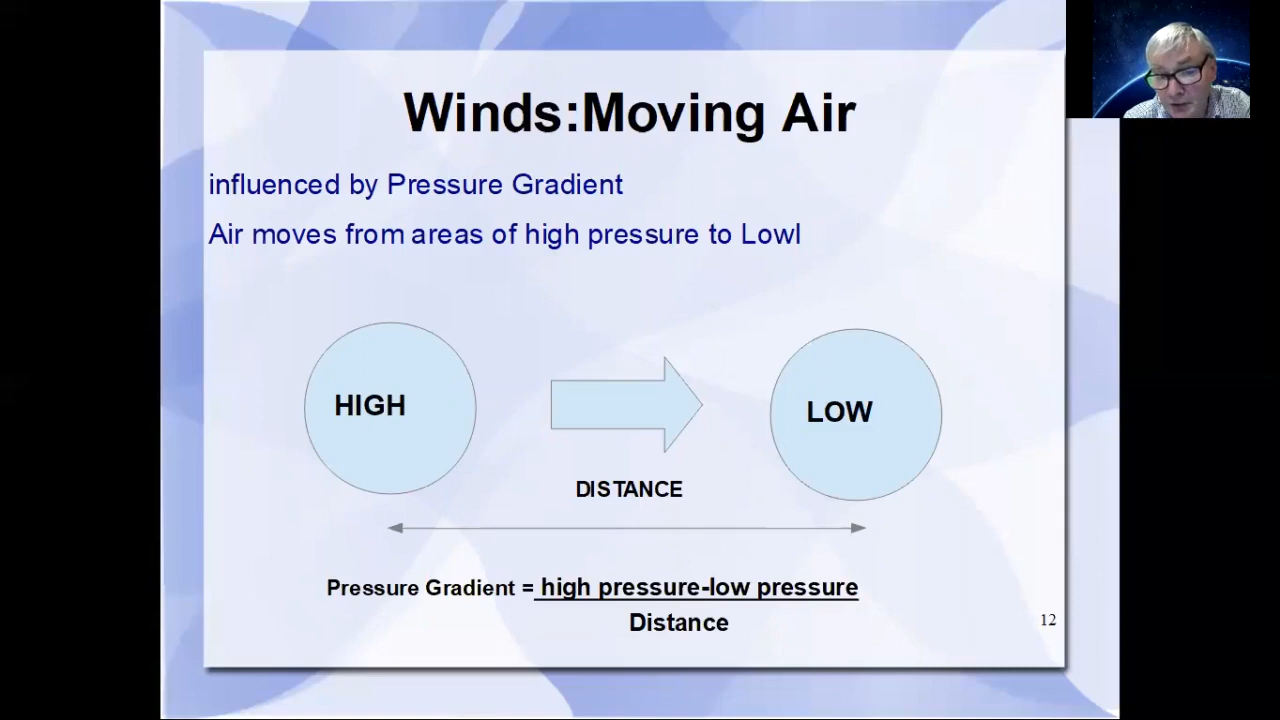 Winds:Moving Air
influenced by Pressure Gradient
Air moves from areas of high pressure to Lowl
HIGH
LOW
DISTANCE
Pressure Gradient = high pressure-low pressure
Distance
12